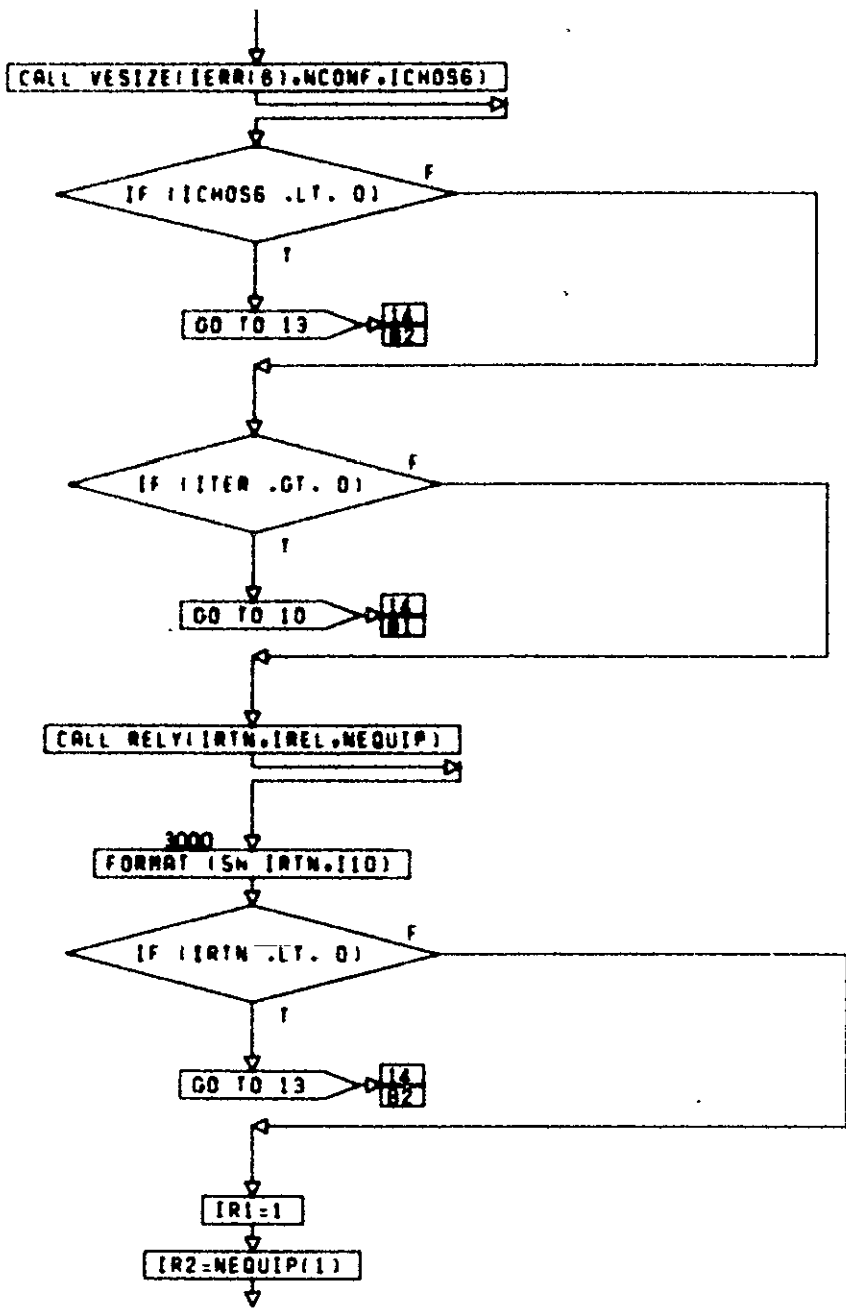 CALL VESIZE(IERR(6),NCONF,ICHOS6)
IF (ICHOS6 .LT. 0)
F
T
GO TO 13
14
B2
IF (ITER .GT. 0)
F
T
GO TO 10
14
B1
CALL RELY(IRTN,IREL,NEQUIP)
3000
FORMAT (5H IRTN,I10)
IF (IRTN .LT. 0)
F
T
GO TO 13
14
B2
IR1=1
IR2=NEQUIP(1)